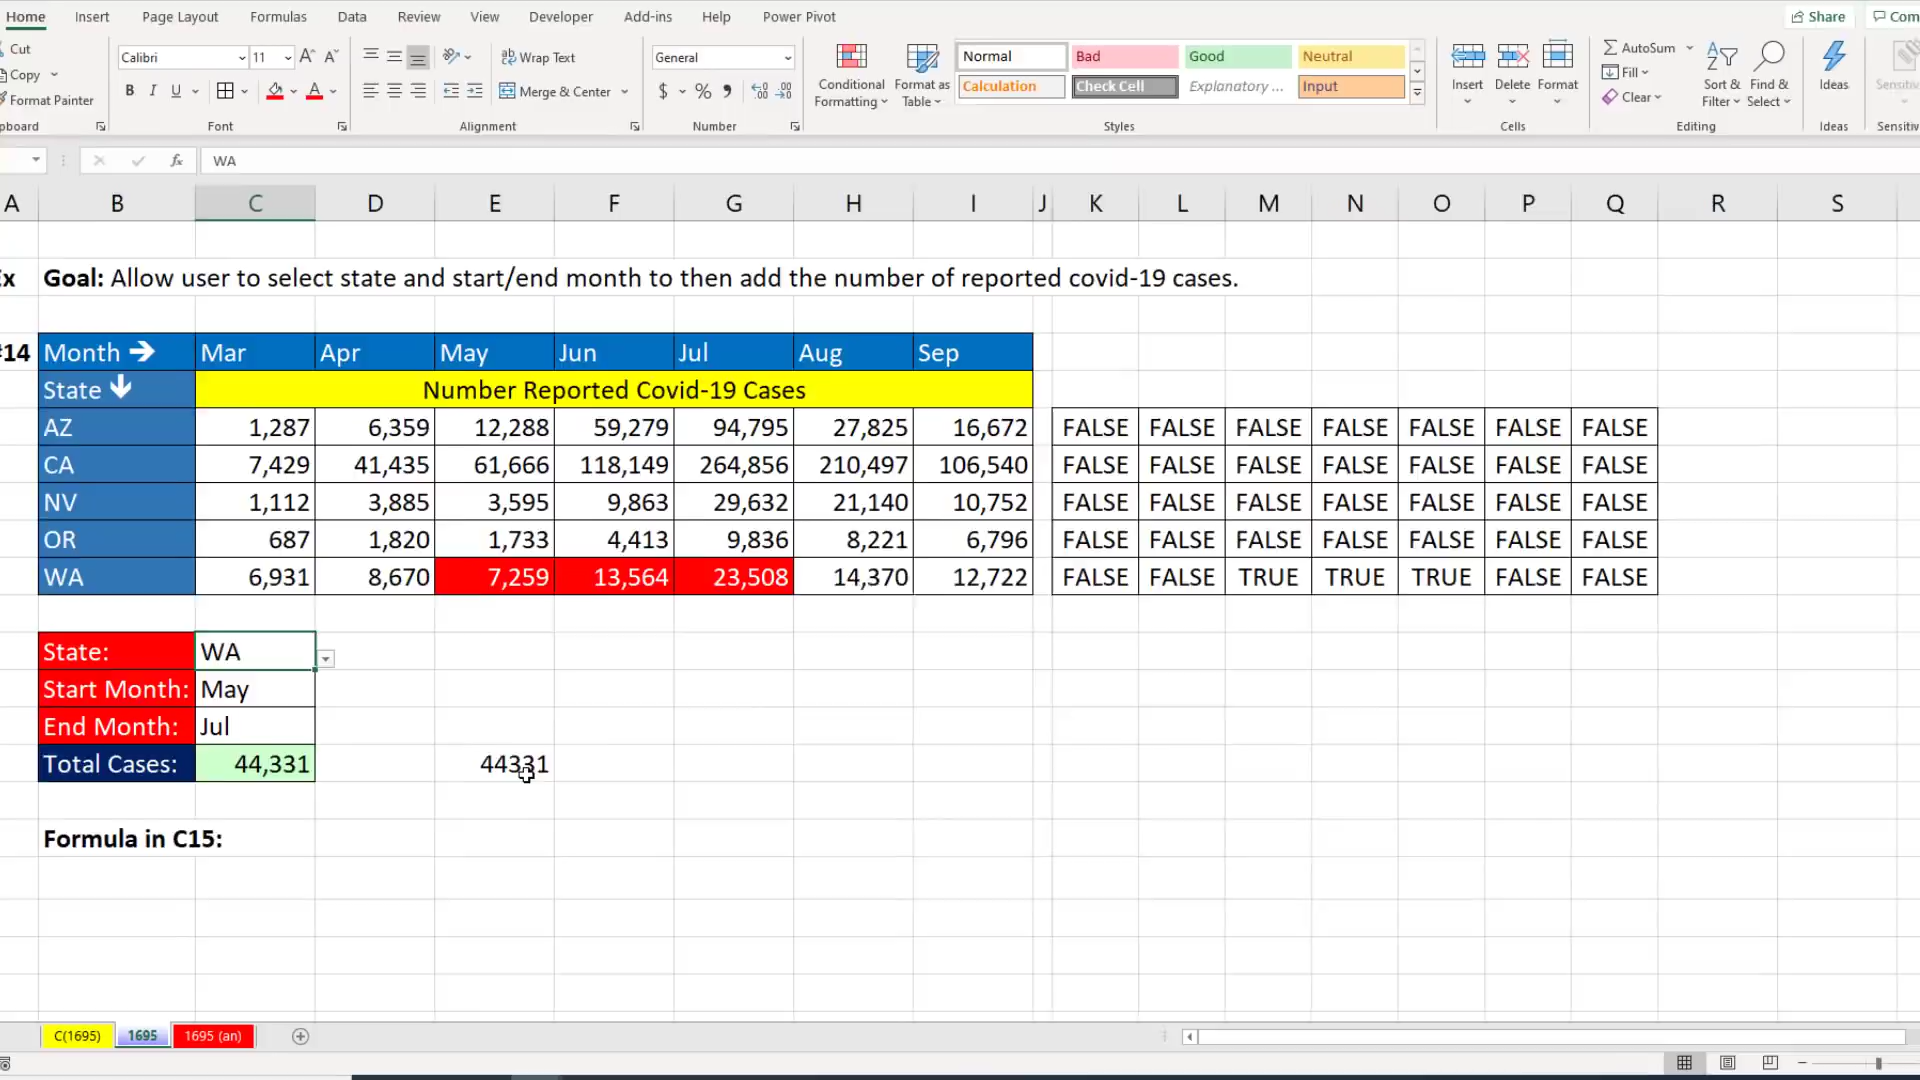 Home Insert Page Layout Formulas Data Review View Developer Add-ins Help Power Pivot Share Com
Cut
Copy
Format Painter
Calibri 11
B I U
Wrap Text
Merge & Center
General
$ % 9
Conditional Formatting
Format as Table
Normal Bad Good Neutral
Calculation Check Cell Explanatory ... Input
Insert Delete Format
AutoSum
Fill
Clear
Sort & Filter
Find & Select
Ideas
Sensitiv
pboard Font Alignment Number Styles Cells Editing Ideas Sensitiv
fx WA
A B C D E F G H I J K L M N O P Q R S
Ex Goal: Allow user to select state and start/end month to then add the number of reported covid-19 cases.
#14 Month → Mar Apr May Jun Jul Aug Sep
State ↓ Number Reported Covid-19 Cases
AZ 1,287 6,359 12,288 59,279 94,795 27,825 16,672 FALSE FALSE FALSE FALSE FALSE FALSE FALSE
CA 7,429 41,435 61,666 118,149 264,856 210,497 106,540 FALSE FALSE FALSE FALSE FALSE FALSE FALSE
NV 1,112 3,885 3,595 9,863 29,632 21,140 10,752 FALSE FALSE FALSE FALSE FALSE FALSE FALSE
OR 687 1,820 1,733 4,413 9,836 8,221 6,796 FALSE FALSE FALSE FALSE FALSE FALSE FALSE
WA 6,931 8,670 7,259 13,564 23,508 14,370 12,722 FALSE FALSE TRUE TRUE TRUE FALSE FALSE
State: WA
Start Month: May
End Month: Jul
Total Cases: 44,331 44331
Formula in C15:
C(1695) 1695 1695 (an)